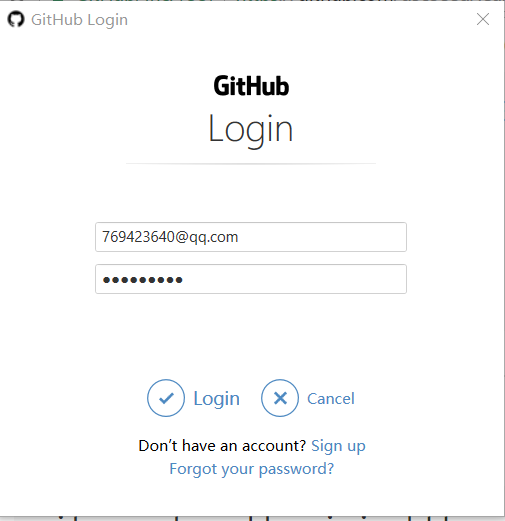 GitHub Login
GitHub
Login
769423640@qq.com
●●●●●●●●●
Login Cancel
Don't have an account? Sign up
Forgot your password?